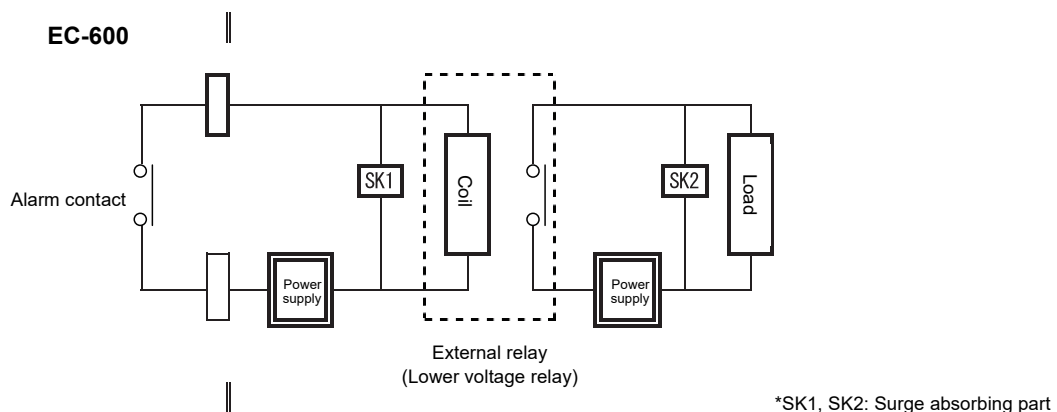 EC-600
Alarm contact
SK1
Coil
SK2
Load
Power
supply
Power
supply
External relay
(Lower voltage relay)
*SK1, SK2: Surge absorbing part